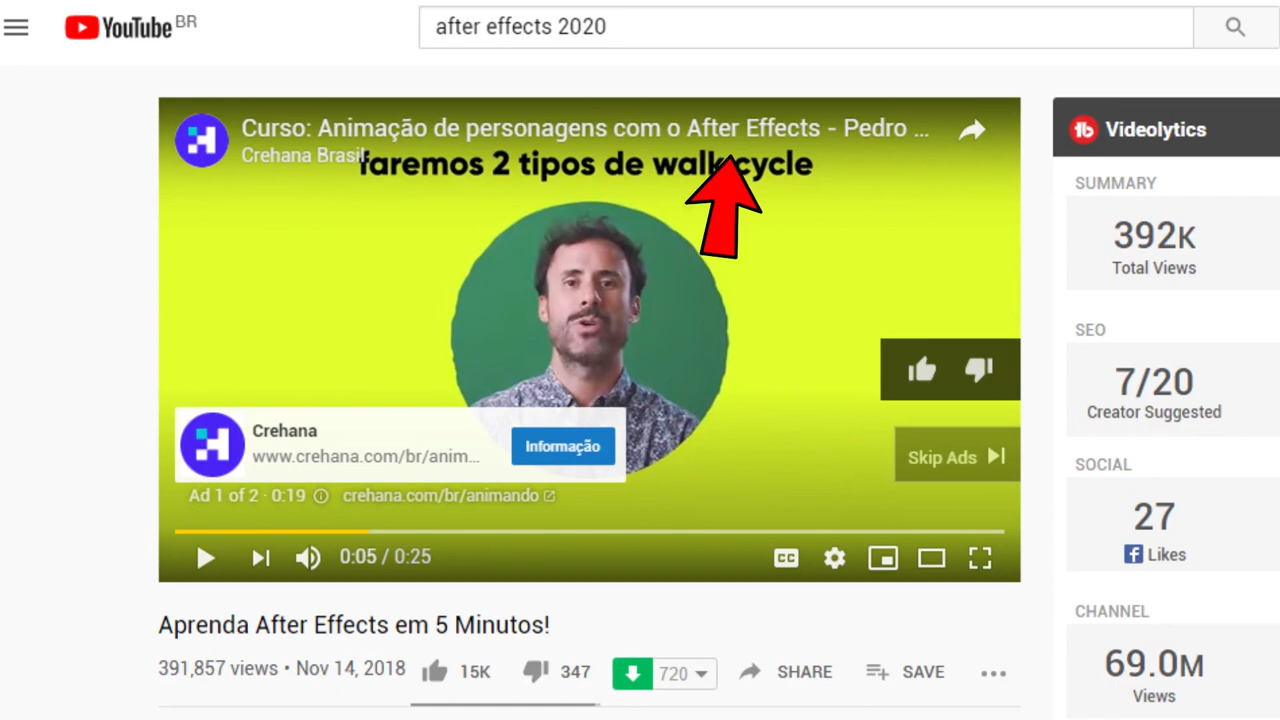 YouTube BR
after effects 2020
Curso: Animação de personagens com o After Effects - Pedro ...
Crehana Brasil
faremos 2 tipos de walk cycle
Crehana
www.crehana.com/br/anim...
Informação
Skip Ads
Ad 1 of 2 · 0:19
crehana.com/br/animando
0:05 / 0:25
CC
Aprenda After Effects em 5 Minutos!
391,857 views • Nov 14, 2018
15K
347
720
SHARE
SAVE
Videolytics
SUMMARY
392K
Total Views
SEO
7/20
Creator Suggested
SOCIAL
27
Likes
CHANNEL
69.0M
Views